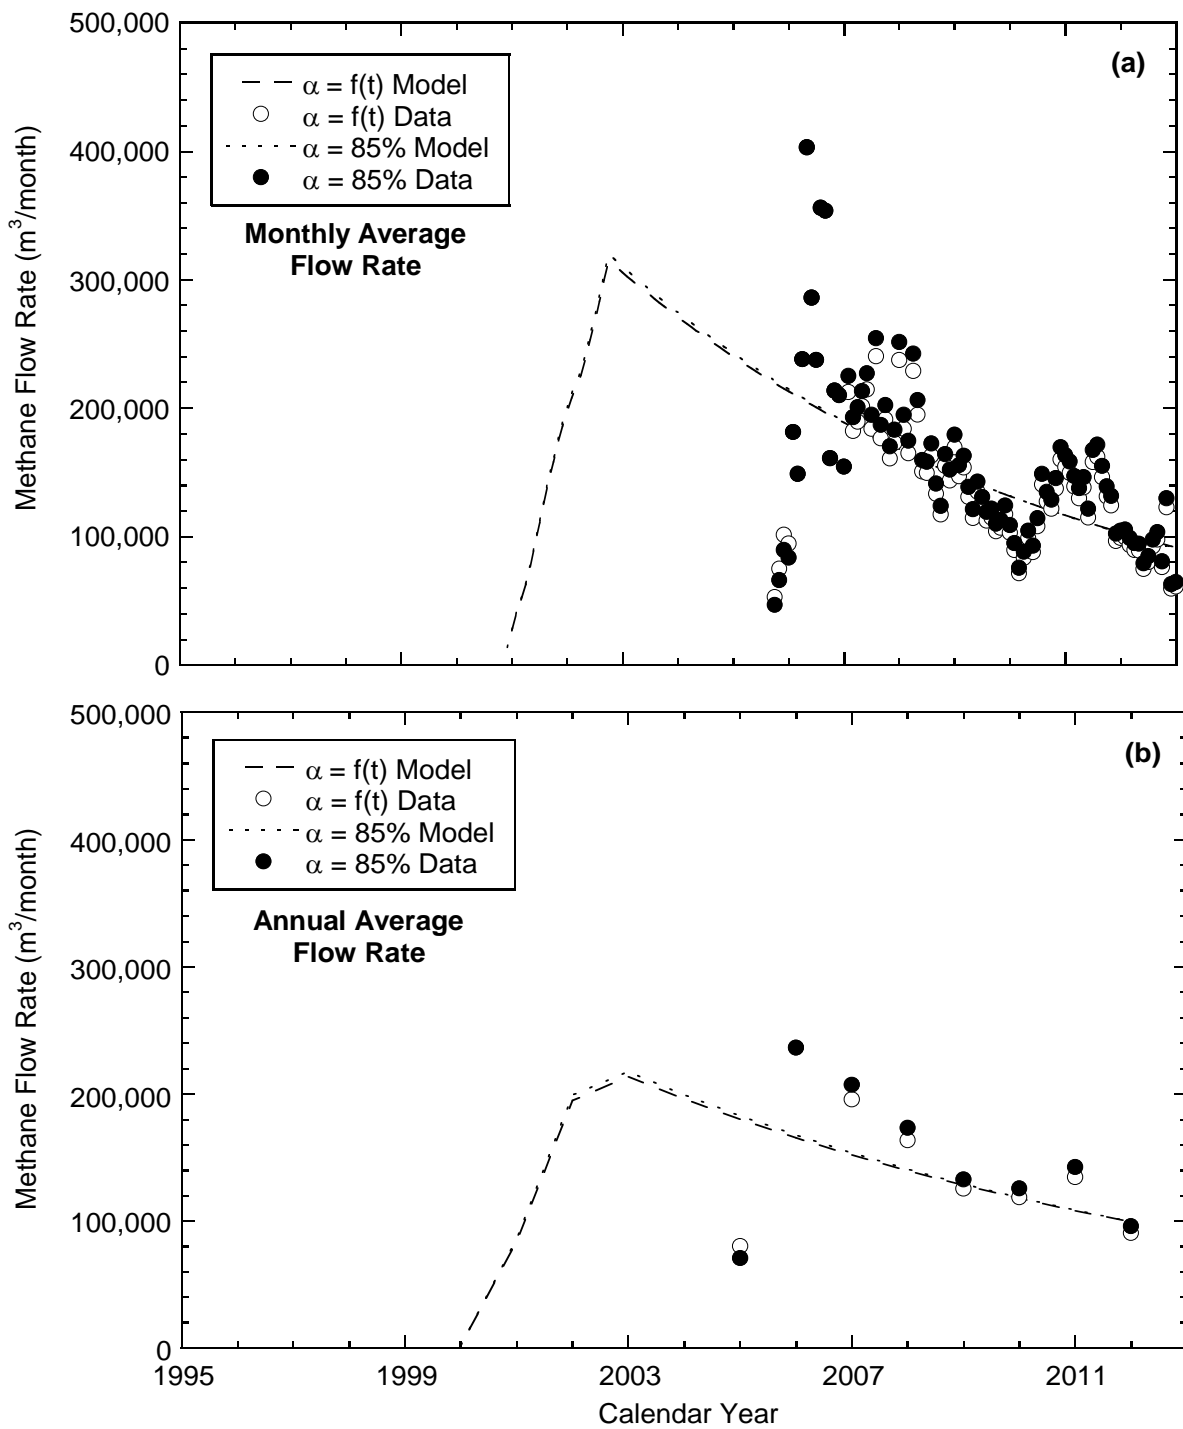 500,000
400,000
300,000
200,000
100,000
0
Methane Flow Rate (m³/month)
(a)
α = f(t) Model
α = f(t) Data
α = 85% Model
α = 85% Data
Monthly Average
Flow Rate
500,000
400,000
300,000
200,000
100,000
0
Methane Flow Rate (m³/month)
(b)
α = f(t) Model
α = f(t) Data
α = 85% Model
α = 85% Data
Annual Average
Flow Rate
1995 1999 2003 2007 2011
Calendar Year